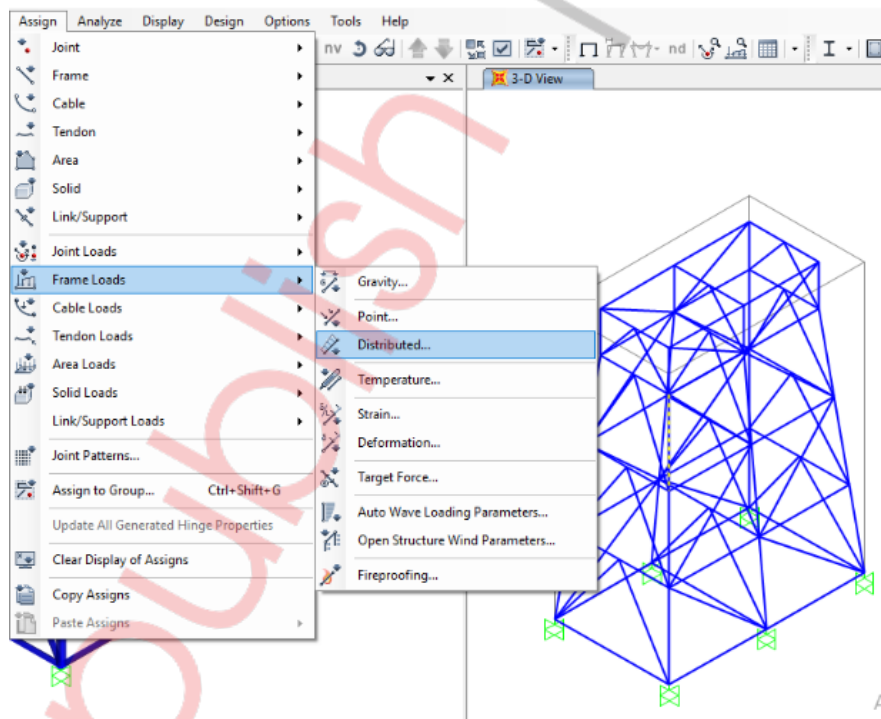 Assign Analyze Display Design Options Tools Help
Joint
nv
nd
Frame
3-D View
Cable
Tendon
Area
Solid
Link/Support
Joint Loads
Frame Loads
Gravity...
Cable Loads
Point...
Tendon Loads
Distributed...
Area Loads
Temperature...
Solid Loads
Strain...
Link/Support Loads
Deformation...
Joint Patterns...
Target Force...
Assign to Group... Ctrl+Shift+G
Auto Wave Loading Parameters...
Update All Generated Hinge Properties
Open Structure Wind Parameters...
Clear Display of Assigns
Fireproofing...
Copy Assigns
Paste Assigns
publish